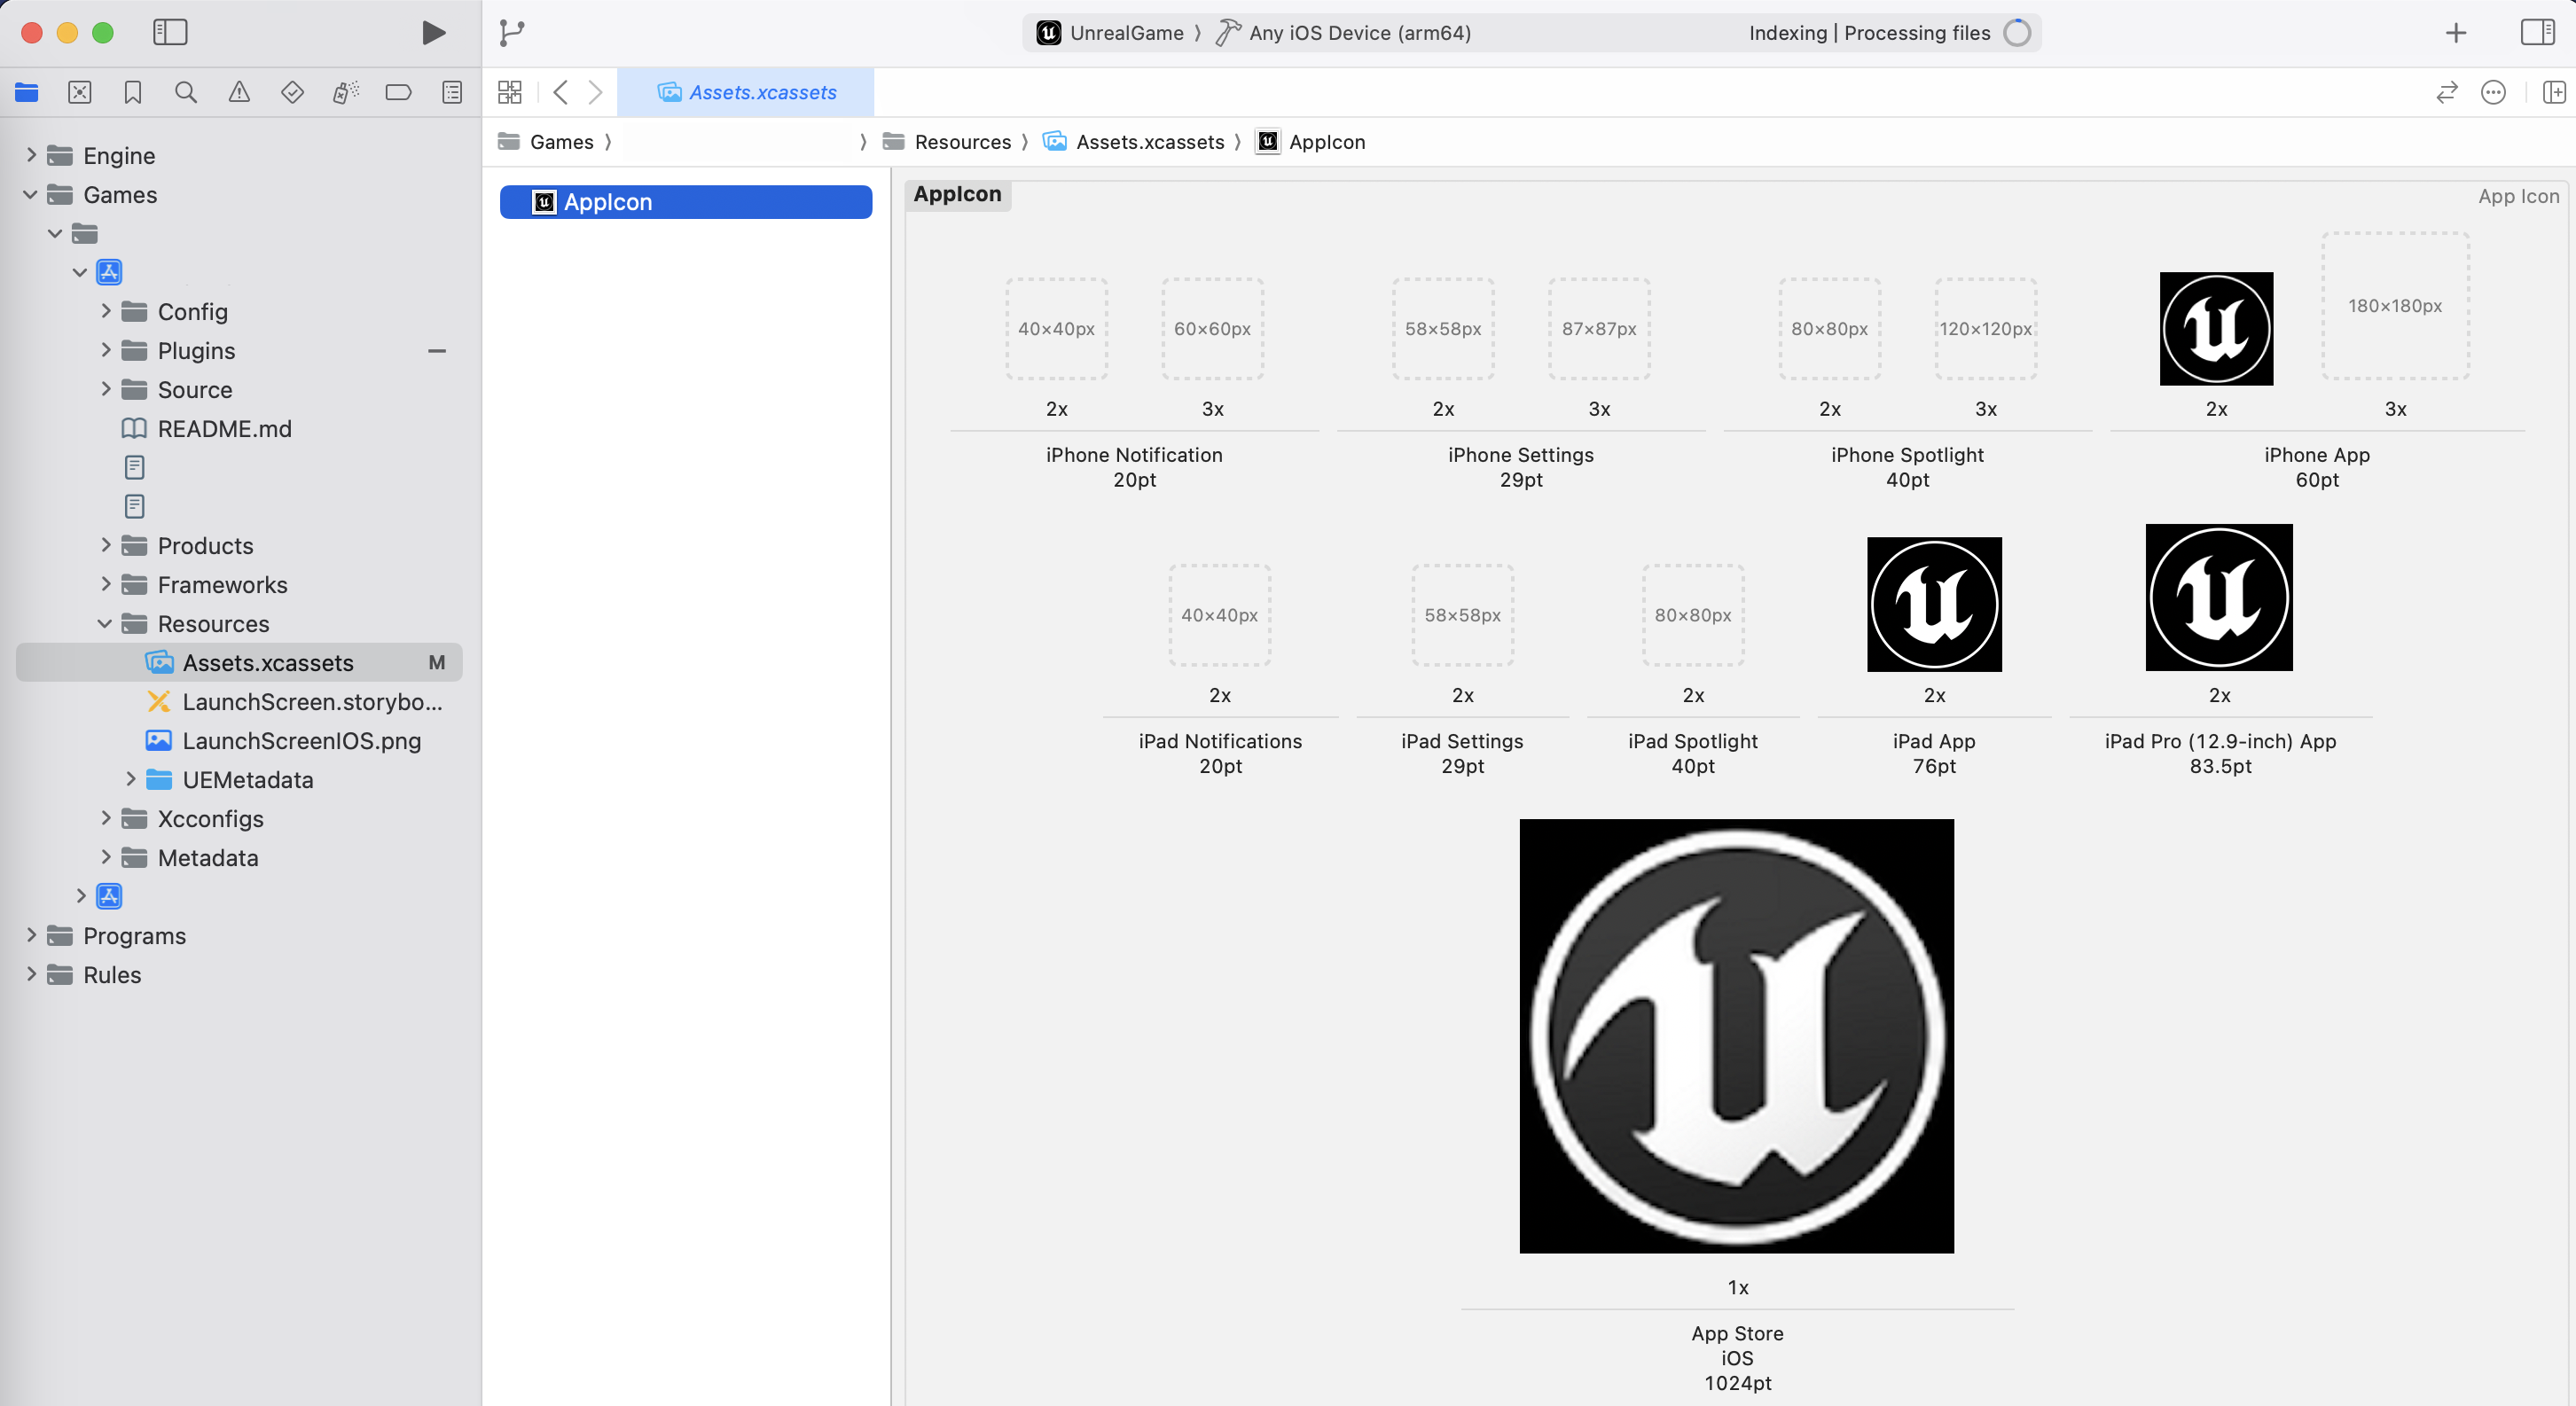 UnrealGame 〉 Any iOS Device (arm64)
Indexing | Processing files
Assets.xcassets
Games 〉 〉 Resources 〉 Assets.xcassets 〉 AppIcon
Engine
Games
Config
Plugins
Source
README.md
Products
Frameworks
Resources
Assets.xcassets M
LaunchScreen.storybo...
LaunchScreenIOS.png
UEMetadata
Xcconfigs
Metadata
Programs
Rules
AppIcon
AppIcon
App Icon
40×40px 60×60px 58×58px 87×87px 80×80px 120×120px 180×180px
2x 3x 2x 3x 2x 3x 2x 3x
iPhone Notification iPhone Settings iPhone Spotlight iPhone App
20pt 29pt 40pt 60pt
40×40px 58×58px 80×80px
2x 2x 2x 2x 2x
iPad Notifications iPad Settings iPad Spotlight iPad App iPad Pro (12.9-inch) App
20pt 29pt 40pt 76pt 83.5pt
1x
App Store
iOS
1024pt